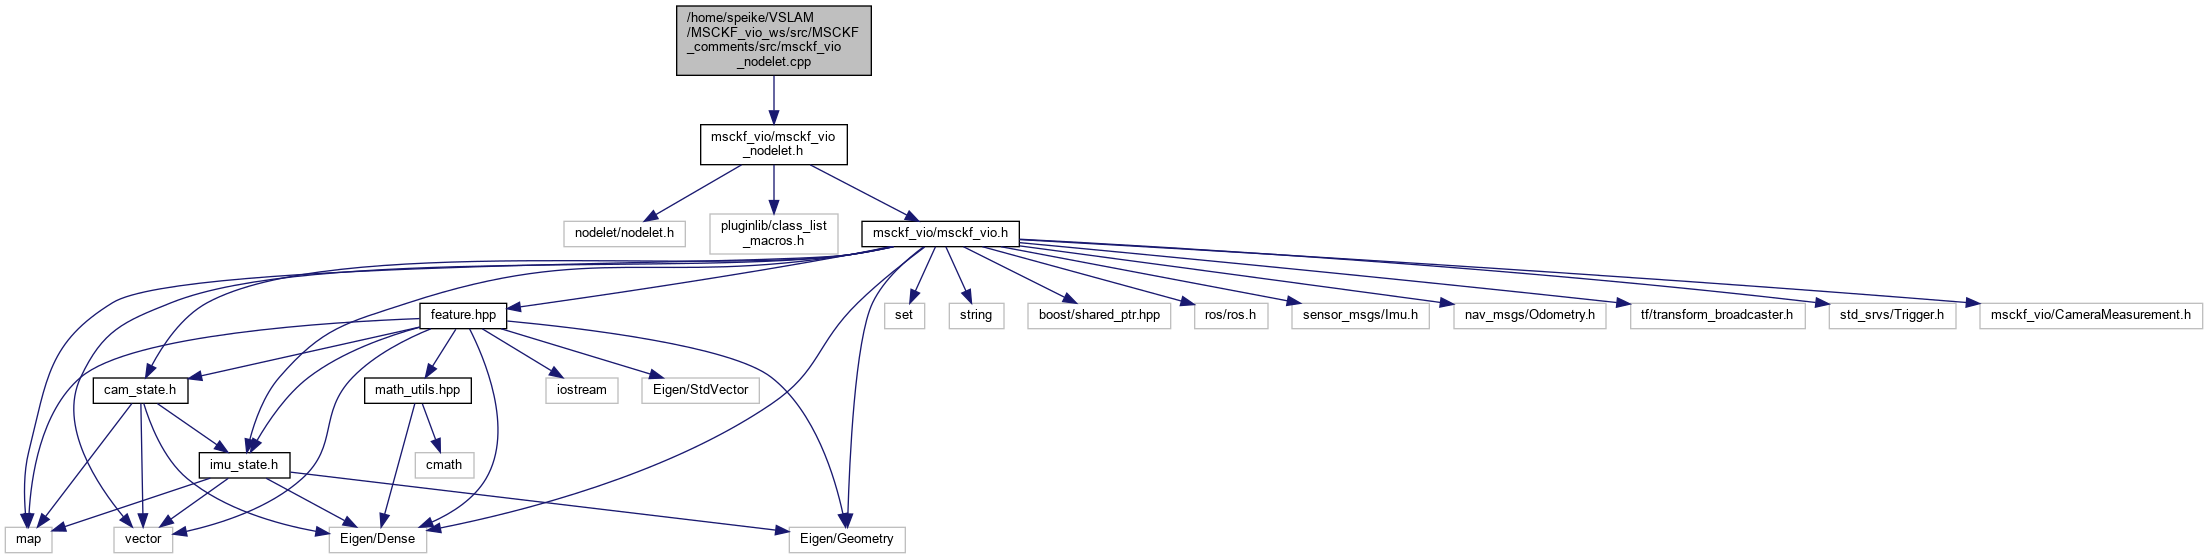 /home/speike/VSLAM
/MSCKF_vio_ws/src/MSCKF
_comments/src/msckf_vio
_nodelet.cpp
msckf_vio/msckf_vio
_nodelet.h
nodelet/nodelet.h
pluginlib/class_list
_macros.h
msckf_vio/msckf_vio.h
feature.hpp
set
string
boost/shared_ptr.hpp
ros/ros.h
sensor_msgs/Imu.h
nav_msgs/Odometry.h
tf/transform_broadcaster.h
std_srvs/Trigger.h
msckf_vio/CameraMeasurement.h
cam_state.h
math_utils.hpp
iostream
Eigen/StdVector
imu_state.h
cmath
map
vector
Eigen/Dense
Eigen/Geometry